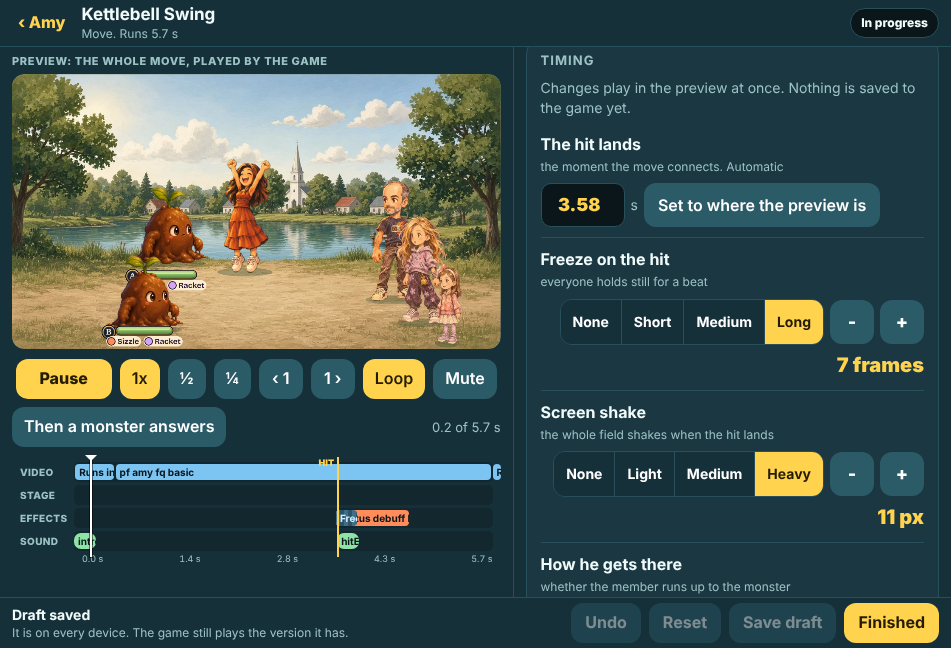 ‹ Amy
Kettlebell Swing
Move. Runs 5.7 s
In progress
PREVIEW: THE WHOLE MOVE, PLAYED BY THE GAME
A
Racket
B
Sizzle Racket
Pause 1x ½ ¼ ‹ 1 1 › Loop Mute
Then a monster answers
0.2 of 5.7 s
HIT
VIDEO Runs in pf amy fq basic R
STAGE
EFFECTS Fre us debuff
SOUND int hitE
0.0 s 1.4 s 2.8 s 4.3 s 5.7 s
TIMING
Changes play in the preview at once. Nothing is saved to
the game yet.
The hit lands
the moment the move connects. Automatic
3.58 s Set to where the preview is
Freeze on the hit
everyone holds still for a beat
None Short Medium Long - +
7 frames
Screen shake
the whole field shakes when the hit lands
None Light Medium Heavy - +
11 px
How he gets there
whether the member runs up to the monster
Draft saved
It is on every device. The game still plays the version it has.
Undo Reset Save draft Finished